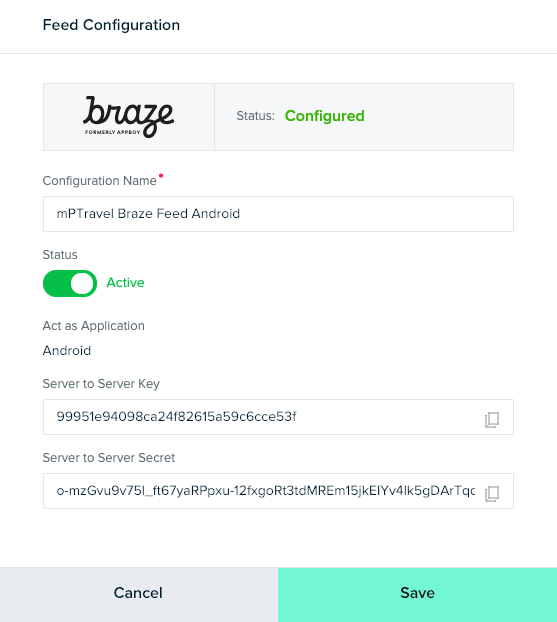 Feed Configuration
braze
FORMERLY APPBOY
Status: Configured
Configuration Name•
mPTravel Braze Feed Android
Status
Active
Act as Application
Android
Server to Server Key
99951e94098ca24f82615a59c6cce53f
Server to Server Secret
o-mzGvu9v75l_ft67yaRPpxu-12fxgoRt3tdMREm15jkEIYv4lk5gDArTqc
Cancel
Save